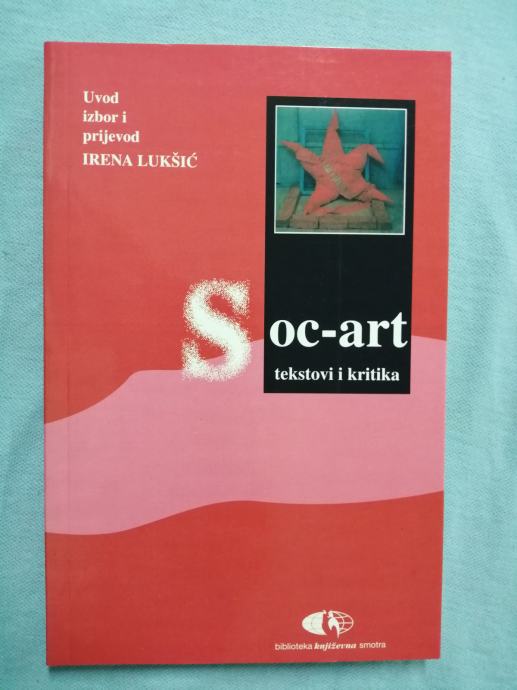 Uvod
izbor i
prijevod
IRENA LUKŠIĆ
Soc-art
tekstovi i kritika
biblioteka književna smotra